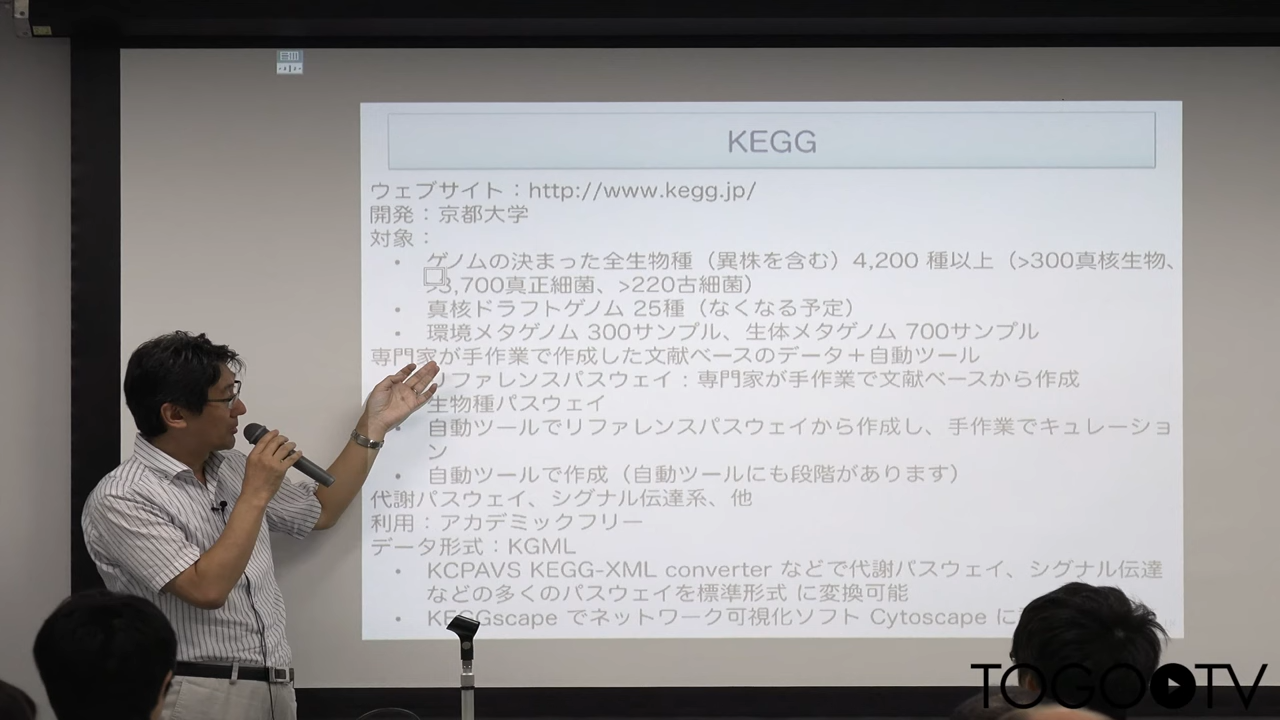 KEGG
ウェブサイト：http://www.kegg.jp/
開発：京都大学
対象：
• ゲノムの決まった全生物種（異株を含む）4,200 種以上（>300真核生物、
>3,700真正細菌、>220古細菌）
• 真核ドラフトゲノム 25種（なくなる予定）
• 環境メタゲノム 300サンプル、生体メタゲノム 700サンプル
専門家が手作業で作成した文献ベースのデータ＋自動ツール
リファレンスパスウェイ：専門家が手作業で文献ベースから作成
生物種パスウェイ
• 自動ツールでリファレンスパスウェイから作成し、手作業でキュレーショ
ン
• 自動ツールで作成（自動ツールにも段階があります）
代謝パスウェイ、シグナル伝達系、他
利用：アカデミックフリー
データ形式：KGML
• KCPAVS KEGG-XML converter などで代謝パスウェイ、シグナル伝達
などの多くのパスウェイを標準形式 に変換可能
• KEGGscape でネットワーク可視化ソフト Cytoscape に
TOGO TV